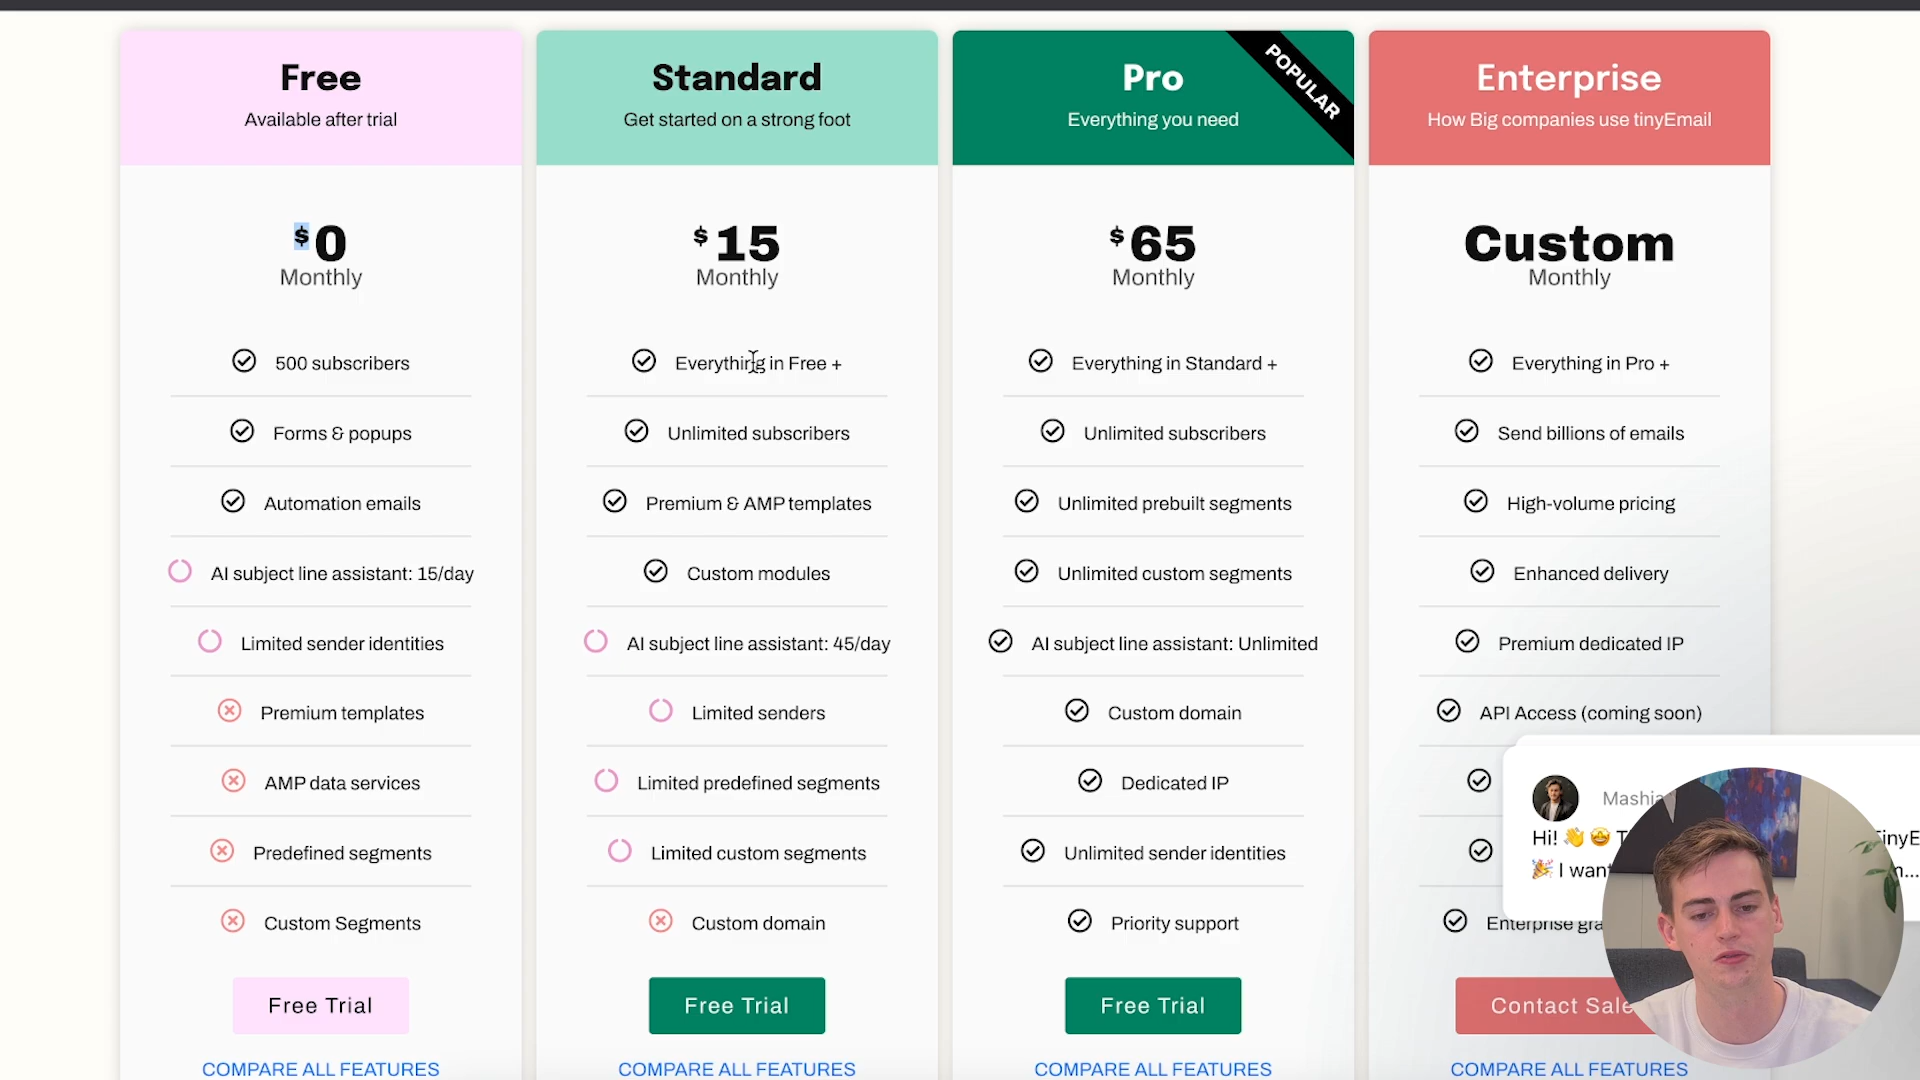 Free
Available after trial
$0
Monthly
500 subscribers
Forms & popups
Automation emails
AI subject line assistant: 15/day
Limited sender identities
Premium templates
AMP data services
Predefined segments
Custom Segments
Free Trial
COMPARE ALL FEATURES
Standard
Get started on a strong foot
$15
Monthly
Everything in Free +
Unlimited subscribers
Premium & AMP templates
Custom modules
AI subject line assistant: 45/day
Limited senders
Limited predefined segments
Limited custom segments
Custom domain
Free Trial
COMPARE ALL FEATURES
Pro
Everything you need
POPULAR
$65
Monthly
Everything in Standard +
Unlimited subscribers
Unlimited prebuilt segments
Unlimited custom segments
AI subject line assistant: Unlimited
Custom domain
Dedicated IP
Unlimited sender identities
Priority support
Free Trial
COMPARE ALL FEATURES
Enterprise
How Big companies use tinyEmail
Custom
Monthly
Everything in Pro +
Send billions of emails
High-volume pricing
Enhanced delivery
Premium dedicated IP
API Access (coming soon)
Enterprise
Contact
COMPARE ALL FEATURES
Hi! 👋 🤩
🎉 I want